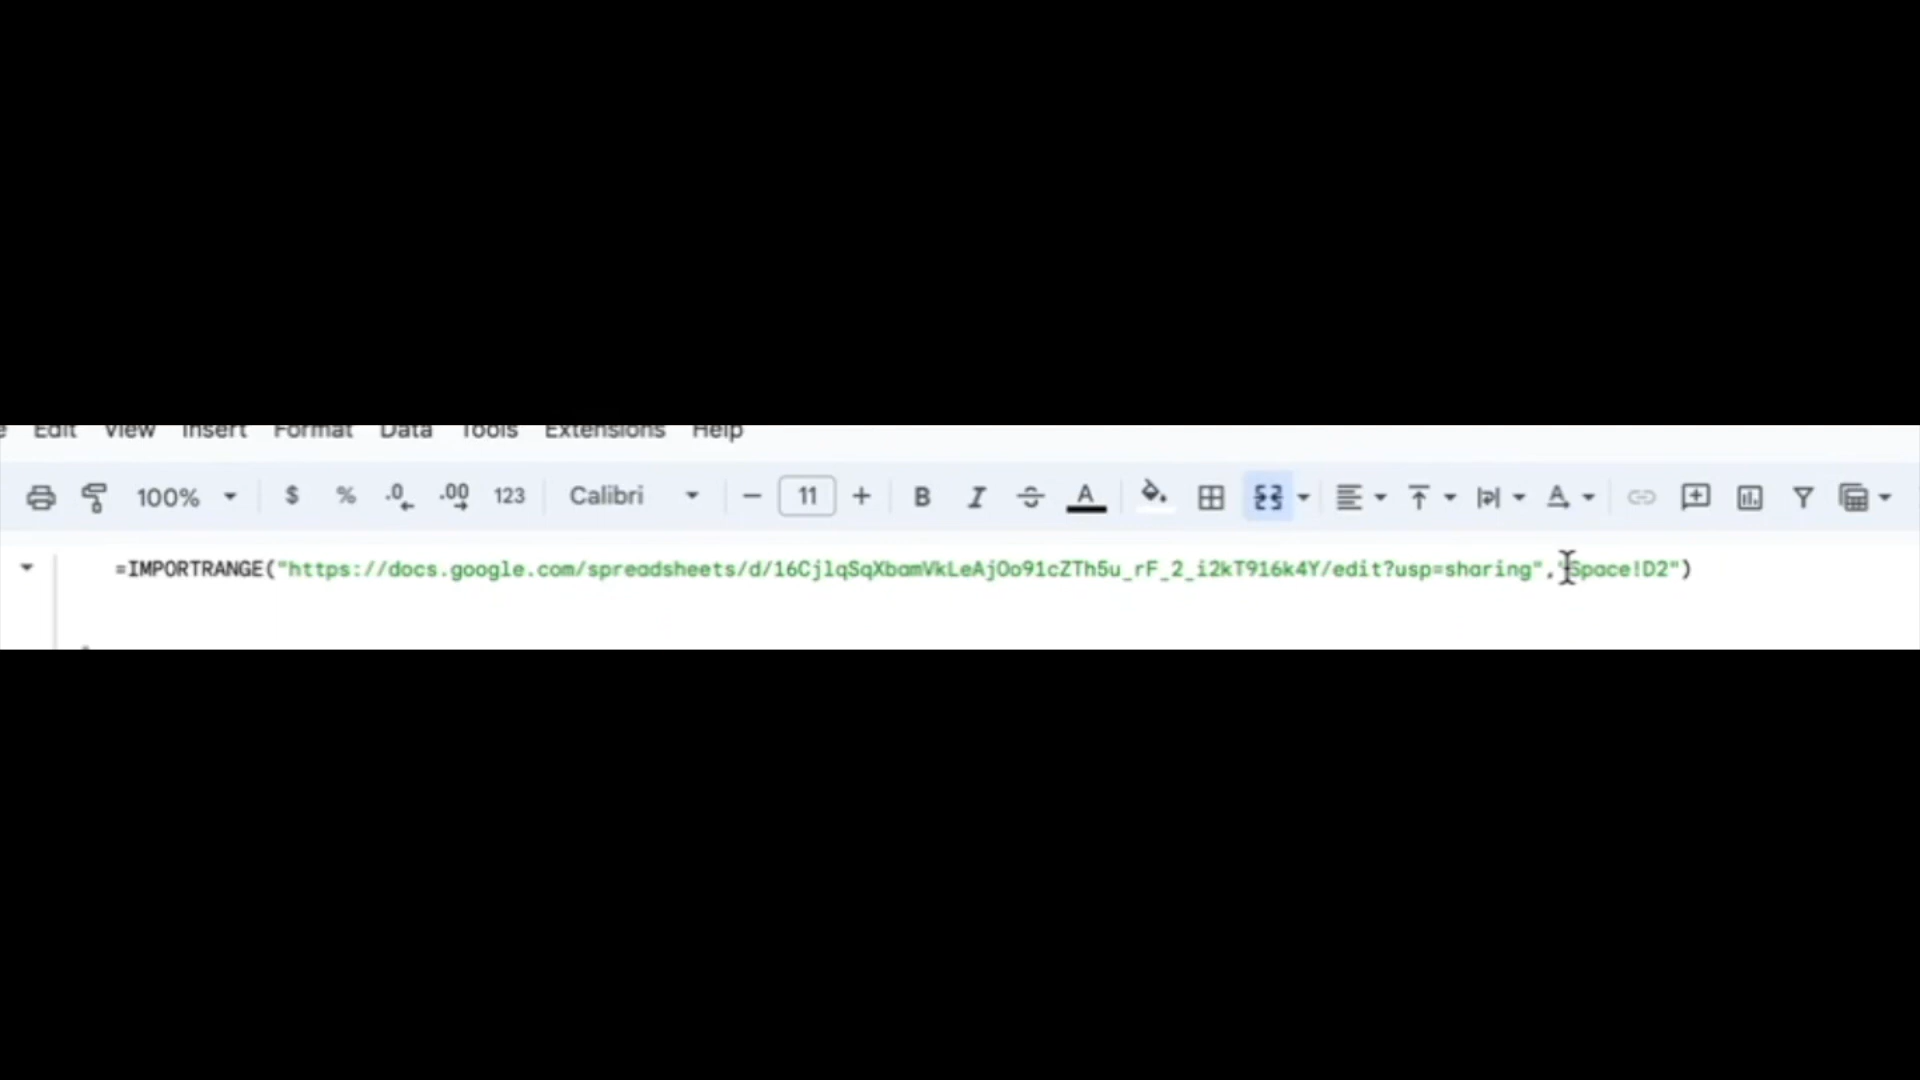 Edit View Insert Format Data Tools Extensions Help
100% $ % .0 .00 123 Calibri 11 B I A A
=IMPORTRANGE("https://docs.google.com/spreadsheets/d/16CjlqSqXbamVkLeAjOo91cZTh5u_rF_2_i2kT916k4Y/edit?usp=sharing","Space!D2")